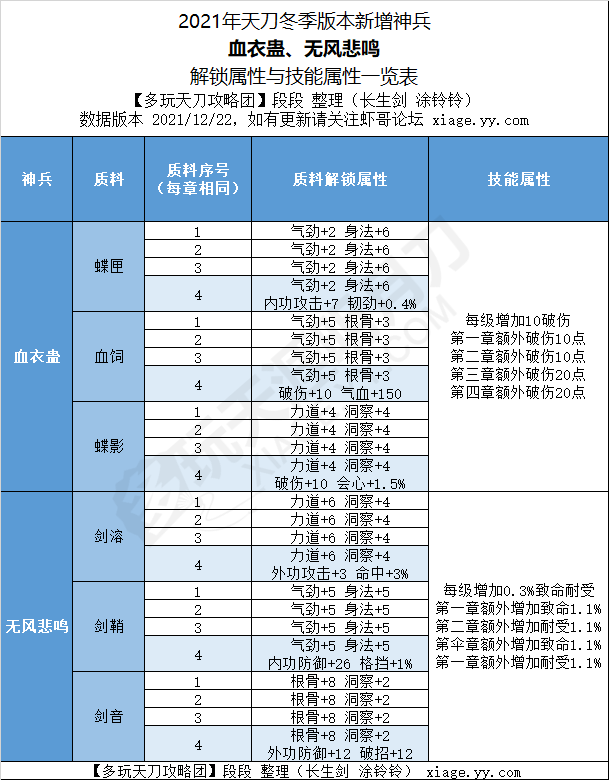 2021年天刀冬季版本新增神兵
血衣蛊、无风悲鸣
解锁属性与技能属性一览表
【多玩天刀攻略团】段段 整理（长生剑 涂铃铃）
数据版本 2021/12/22，如有更新请关注虾哥论坛 xiage.yy.com
神兵 质料 质料序号（每章相同） 质料解锁属性 技能属性
血衣蛊
蝶匣
1 气劲+2 身法+6
2 气劲+2 身法+6
3 气劲+2 身法+6
4 气劲+2 身法+6
内功攻击+7 韧劲+0.4%
血饲
1 气劲+5 根骨+3
2 气劲+5 根骨+3
3 气劲+5 根骨+3
4 气劲+5 根骨+3
破伤+10 气血+150
蝶影
1 力道+4 洞察+4
2 力道+4 洞察+4
3 力道+4 洞察+4
4 力道+4 洞察+4
破伤+10 会心+1.5%
每级增加10破伤
第一章额外破伤10点
第二章额外破伤10点
第三章额外破伤20点
第四章额外破伤20点
无风悲鸣
剑溶
1 力道+6 洞察+4
2 力道+6 洞察+4
3 力道+6 洞察+4
4 力道+6 洞察+4
外功攻击+3 命中+3%
剑鞘
1 气劲+5 身法+5
2 气劲+5 身法+5
3 气劲+5 身法+5
4 气劲+5 身法+5
内功防御+26 格挡+1%
剑音
1 根骨+8 洞察+2
2 根骨+8 洞察+2
3 根骨+8 洞察+2
4 根骨+8 洞察+2
外功防御+12 破招+12
每级增加0.3%致命耐受
第一章额外增加致命1.1%
第二章额外增加耐受1.1%
第伞章额外增加致命1.1%
第一章额外增加耐受1.1%
【多玩天刀攻略团】段段 整理（长生剑 涂铃铃） xiage.yy.com